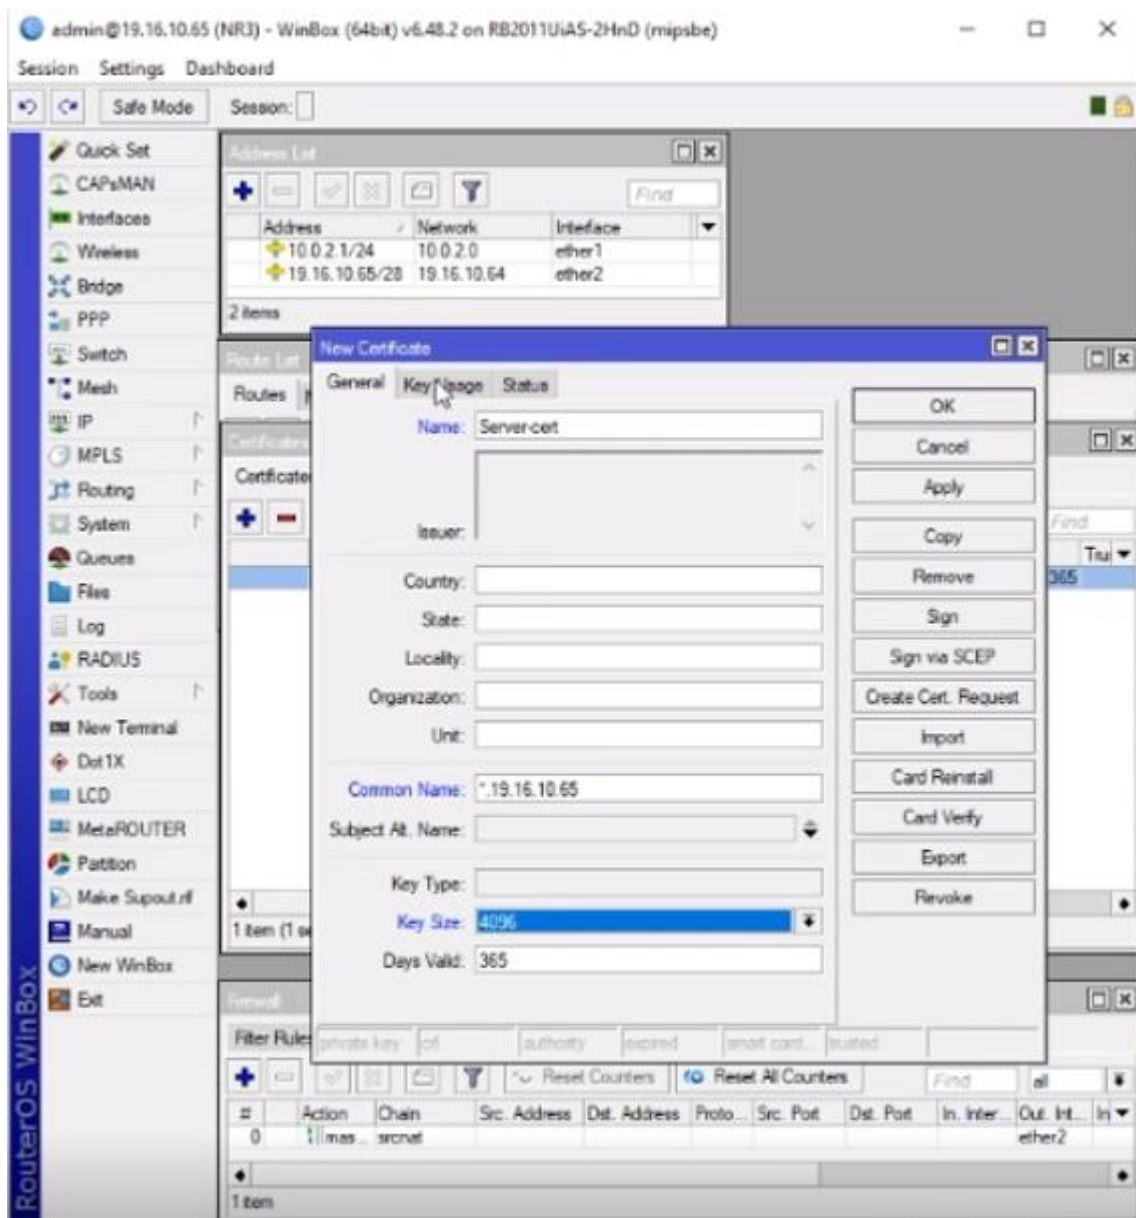 admin@19.16.10.65 (NR3) - WinBox (64bit) v6.48.2 on RB2011UiAS-2HnD (mipsbe)
Session Settings Dashboard
Safe Mode Session:
Quick Set
CAPsMAN
Interfaces
Wireless
Bridge
PPP
Switch
Mesh
IP
MPLS
Routing
System
Queues
Files
Log
RADIUS
Tools
New Terminal
Dot1X
LCD
MetaROUTER
Partition
Make Supout.rif
Manual
New WinBox
Exit
RouterOS WinBox
Address List
Find
Address Network Interface
10.0.2.1/24 10.0.2.0 ether1
19.16.10.65/28 19.16.10.64 ether2
2 items
Route List
Routes
Certificates
Certificates
Find
365
1 item (1 se
New Certificate
General Key Usage Status
Name: Server-cert
Issuer:
Country:
State:
Locality:
Organization:
Unit:
Common Name: *.19.16.10.65
Subject Alt. Name:
Key Type:
Key Size: 4096
Days Valid: 365
OK
Cancel
Apply
Copy
Remove
Sign
Sign via SCEP
Create Cert. Request
Import
Card Reinstall
Card Verify
Export
Revoke
private key crl authority expired smart card... trusted
Firewall
Filter Rules
Reset Counters Reset All Counters Find all
# Action Chain Src. Address Dst. Address Proto... Src. Port Dst. Port In. Inter... Out. Int... In
0 mas... srcnat ether2
1 item